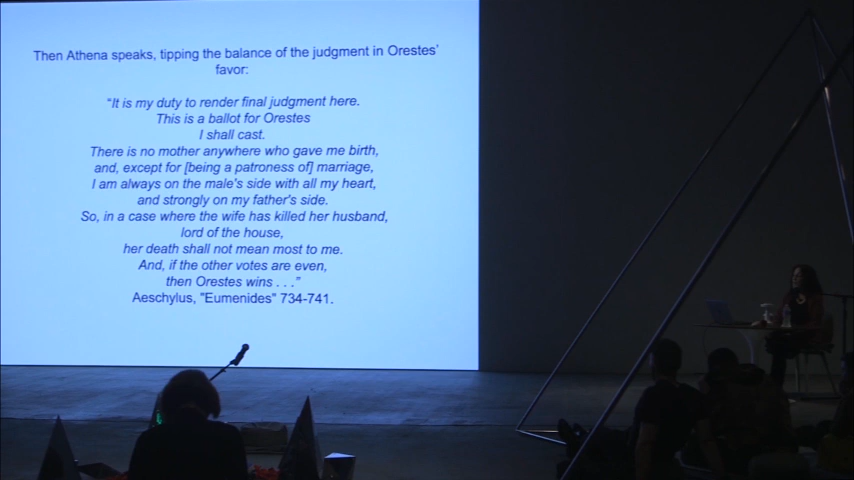 Then Athena speaks, tipping the balance of the judgment in Orestes'
favor:
“It is my duty to render final judgment here.
This is a ballot for Orestes
I shall cast.
There is no mother anywhere who gave me birth,
and, except for [being a patroness of] marriage,
I am always on the male's side with all my heart,
and strongly on my father's side.
So, in a case where the wife has killed her husband,
lord of the house,
her death shall not mean most to me.
And, if the other votes are even,
then Orestes wins . . .”
Aeschylus, "Eumenides" 734-741.